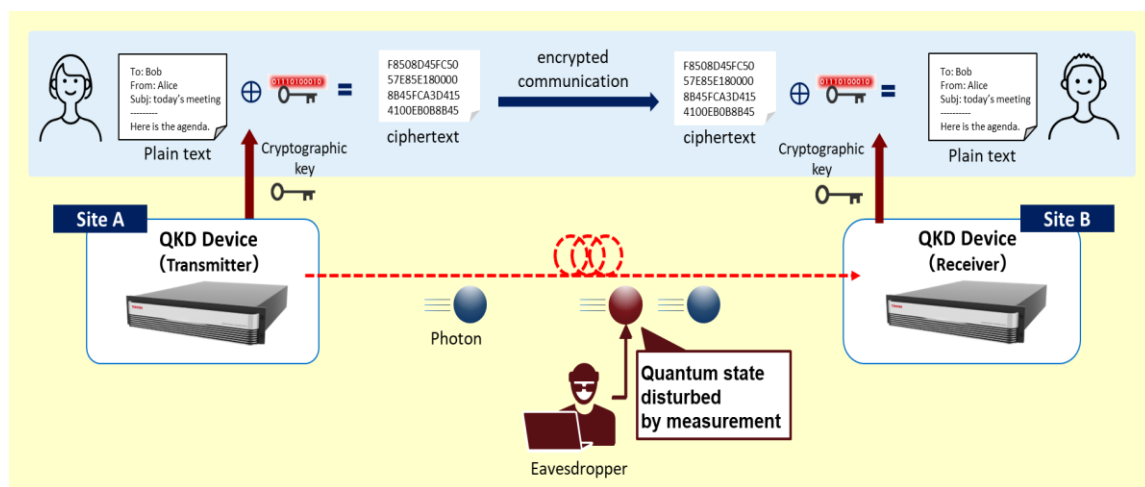 To: Bob
From: Alice
Subj: today's meeting
----------
Here is the agenda.
Plain text
⊕
01110100010
=
Cryptographic
key
F8508D45FC50
57E85E180000
8B45FCA3D415
4100EB0B8B45
ciphertext
encrypted
communication
F8508D45FC50
57E85E180000
8B45FCA3D415
4100EB0B8B45
ciphertext
⊕
01110100010
=
Cryptographic
key
To: Bob
From: Alice
Subj: today's meeting
----------
Here is the agenda.
Plain text
Site A
QKD Device
(Transmitter)
Site B
QKD Device
(Receiver)
Photon
Quantum state
disturbed
by measurement
Eavesdropper